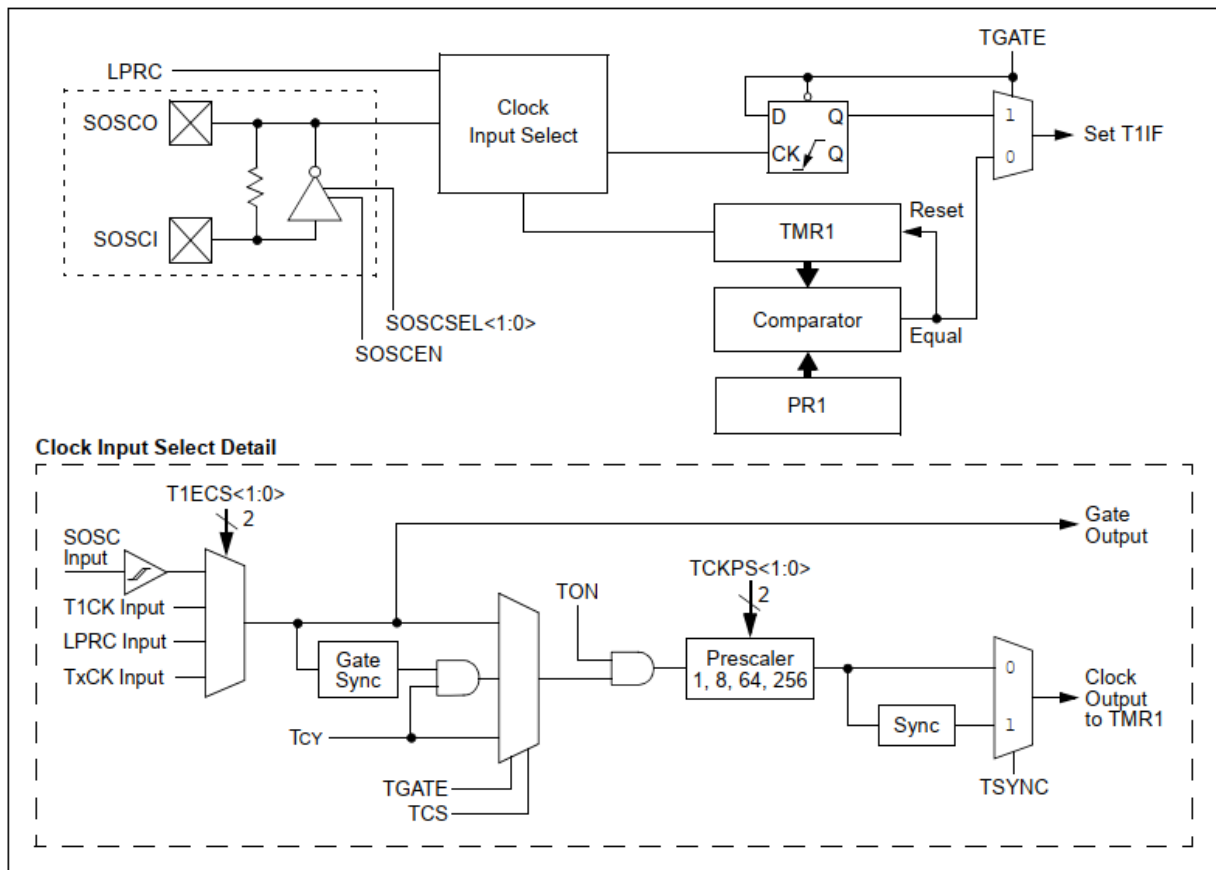 TGATE
LPRC
Clock
Input Select
SOSCO
D Q
CK Q
1
0
Set T1IF
SOSCI
Reset
TMR1
SOSCSEL<1:0>
SOSCEN
Comparator
Equal
PR1
Clock Input Select Detail
T1ECS<1:0>
2
SOSC
Input
T1CK Input
LPRC Input
TxCK Input
Gate
Output
TCKPS<1:0>
2
TON
Gate
Sync
Prescaler
1, 8, 64, 256
0
1
Clock
Output
to TMR1
Sync
TCY
TGATE
TCS
TSYNC